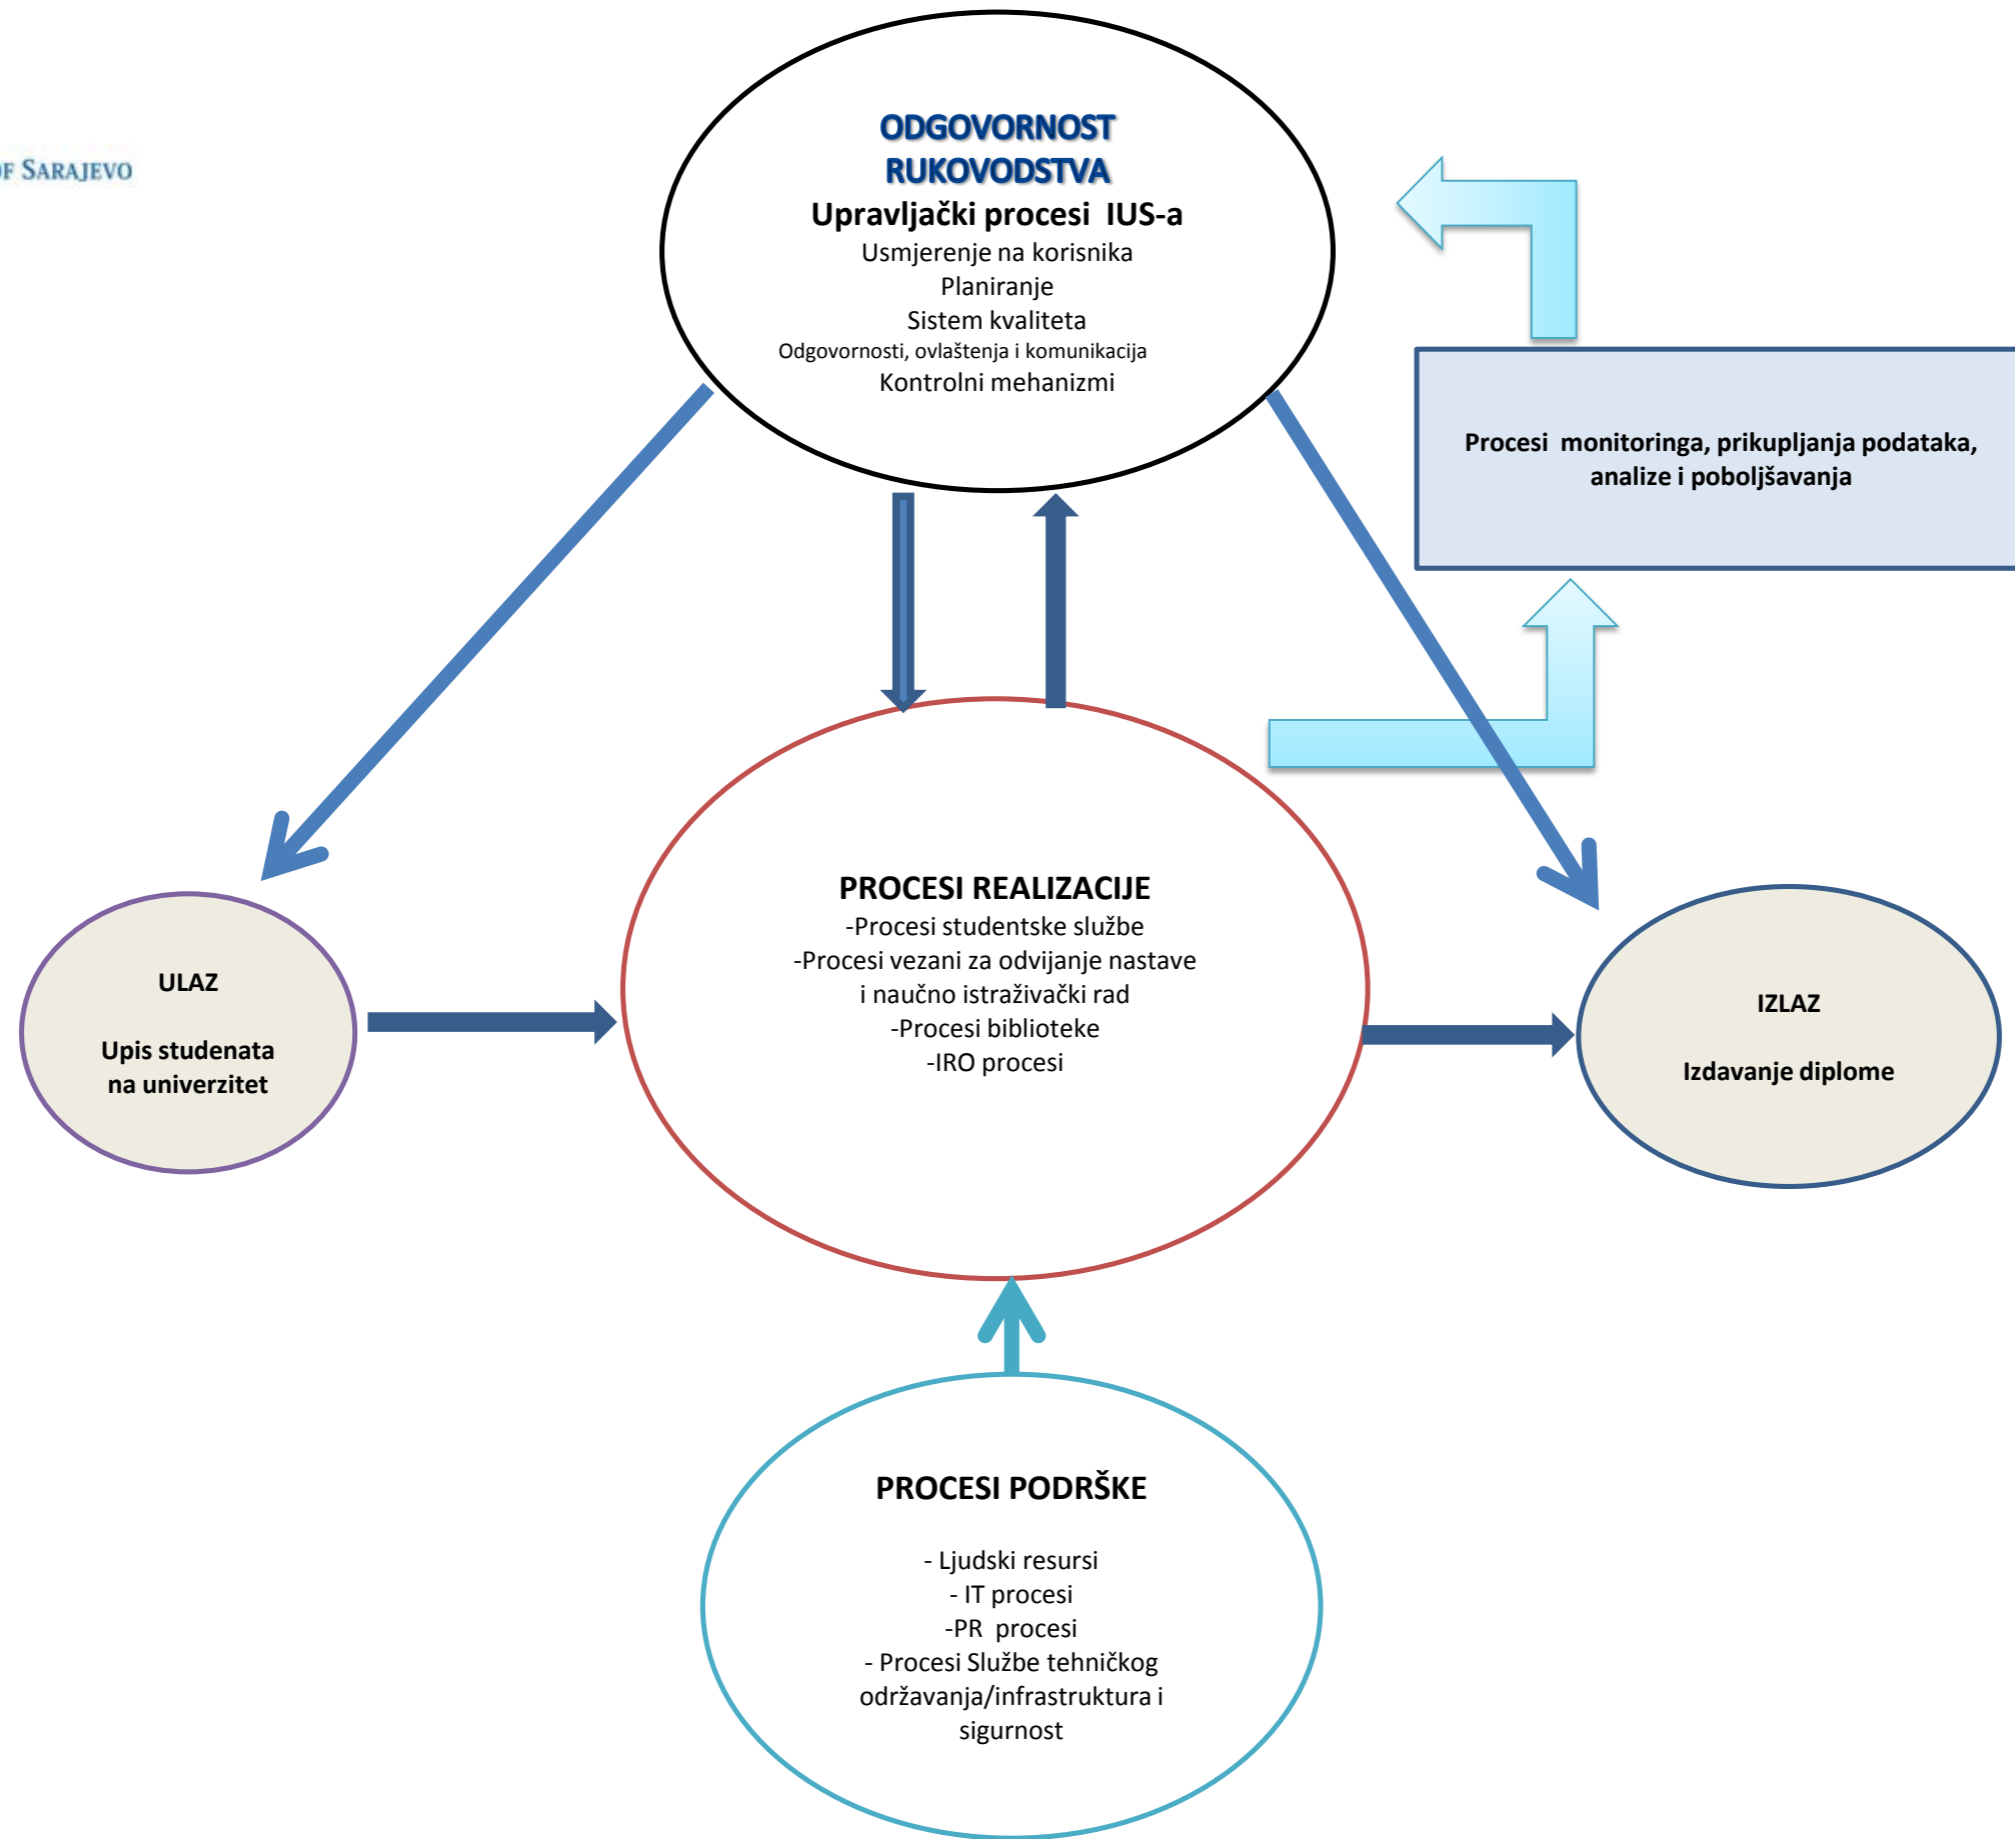 OF SARAJEVO
ODGOVORNOST
RUKOVODSTVA
Upravljački procesi IUS-a
Usmjerenje na korisnika
Planiranje
Sistem kvaliteta
Odgovornosti, ovlaštenja i komunikacija
Kontrolni mehanizmi
Procesi monitoringa, prikupljanja podataka,
analize i poboljšavanja
PROCESI REALIZACIJE
-Procesi studentske službe
-Procesi vezani za odvijanje nastave
i naučno istraživački rad
-Procesi biblioteke
-IRO procesi
ULAZ
Upis studenata
na univerzitet
IZLAZ
Izdavanje diplome
PROCESI PODRŠKE
- Ljudski resursi
- IT procesi
-PR procesi
- Procesi Službe tehničkog
održavanja/infrastruktura i
sigurnost